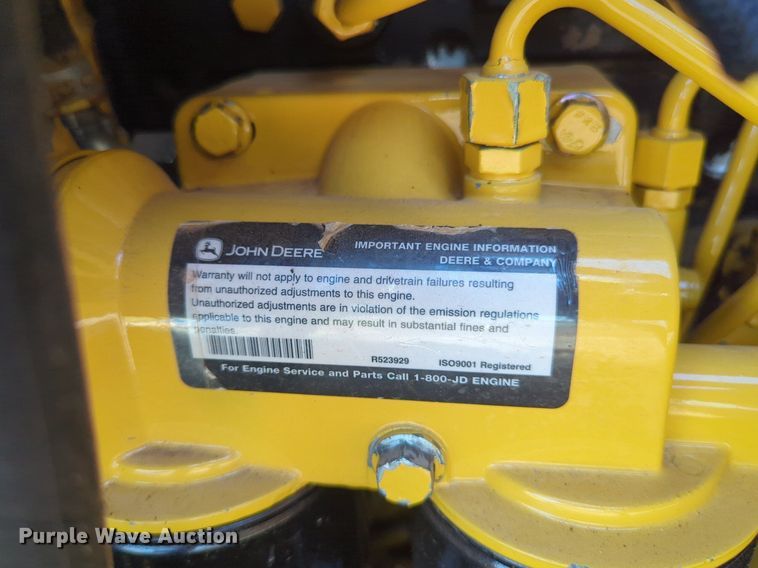 JOHN DEERE
IMPORTANT ENGINE INFORMATION
DEERE & COMPANY
Warranty will not apply to engine and drivetrain failures resulting
from unauthorized adjustments to this engine.
Unauthorized adjustments are in violation of the emission regulations
applicable to this engine and may result in substantial fines and
penalties.
R523929 ISO9001 Registered
For Engine Service and Parts Call 1-800-JD ENGINE
Purple Wave Auction